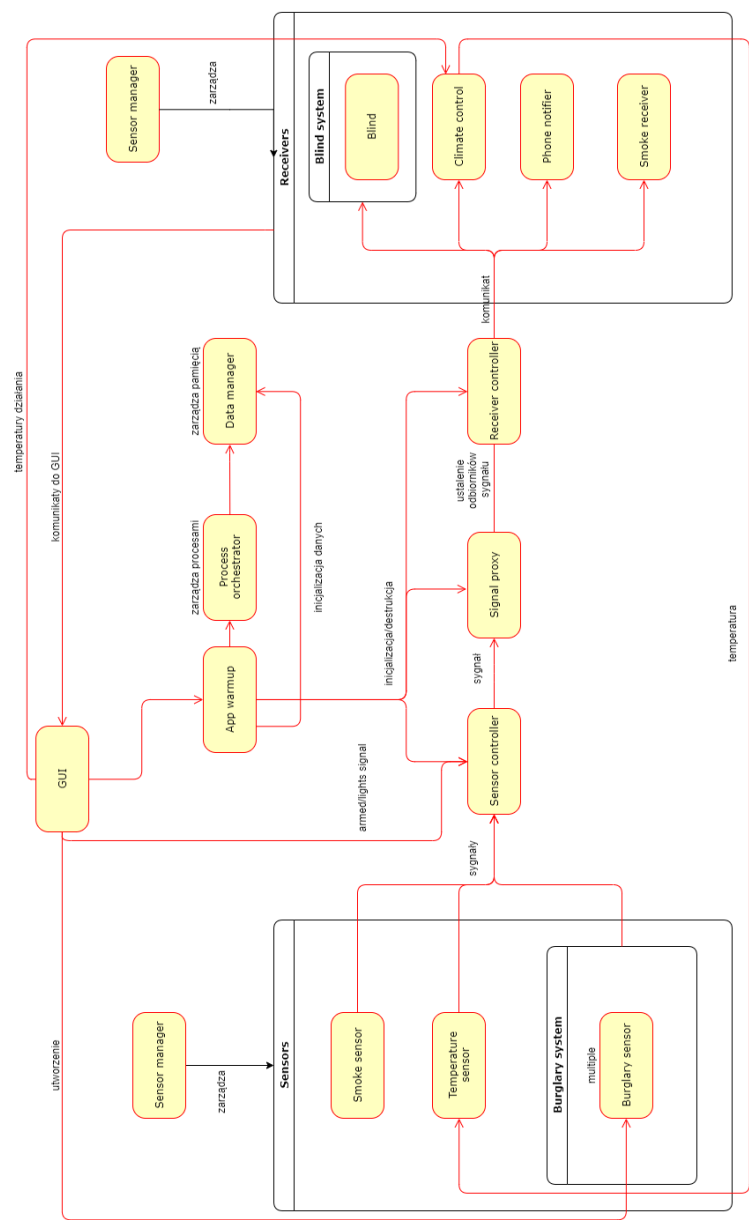 utworzenie
GUI
temperatury działania
komunikaty do GUI
Sensor manager
zarządza
Sensor manager
zarządza
App warmup
zarządza procesami
Process
orchestrator
zarządza pamięcią
Data manager
inicjalizacja danych
armed/lights signal
inicjalizacja/destrukcja
Sensors
Smoke sensor
Temperature
sensor
Burglary system
multiple
Burglary sensor
sygnały
Sensor controller
sygnał
Signal proxy
ustalenie
odbiorników
sygnału
Receiver controller
komunikat
Receivers
Blind system
Blind
Climate control
Phone notifier
Smoke receiver
temperatura